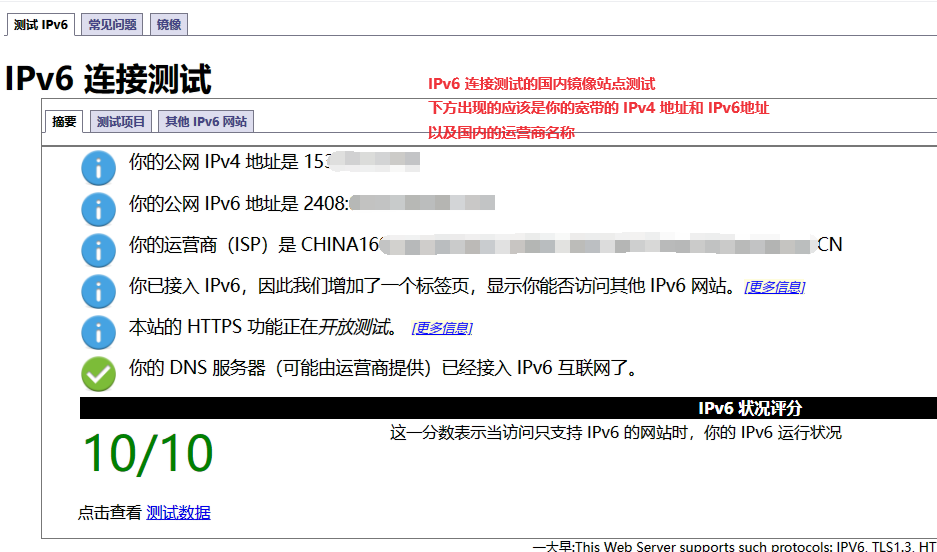 测试 IPv6 常见问题 镜像
IPv6 连接测试
IPv6 连接测试的国内镜像站点测试
下方出现的应该是你的宽带的 IPv4 地址和 IPv6地址
以及国内的运营商名称
摘要 测试项目 其他 IPv6 网站
你的公网 IPv4 地址是 153
你的公网 IPv6 地址是 2408:
你的运营商（ISP）是 CHINA16 CN
你已接入 IPv6，因此我们增加了一个标签页，显示你能否访问其他 IPv6 网站。 [更多信息]
本站的 HTTPS 功能正在开放测试。 [更多信息]
你的 DNS 服务器（可能由运营商提供）已经接入 IPv6 互联网了。
IPv6 状况评分
10/10
这一分数表示当访问只支持 IPv6 的网站时，你的 IPv6 运行状况
点击查看 测试数据
一大早:This Web Server supports such protocols: IPV6, TLS1.3, HT